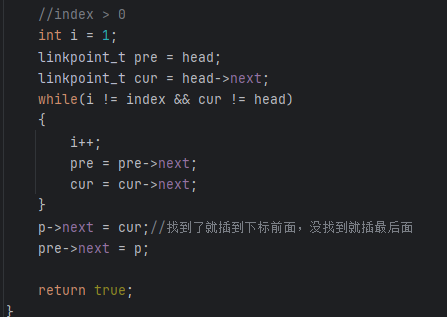 //index > 0
int i = 1;
linkpoint_t pre = head;
linkpoint_t cur = head->next;
while(i != index && cur != head)
{
i++;
pre = pre->next;
cur = cur->next;
}
p->next = cur;//找到了就插到下标前面，没找到就插最后面
pre->next = p;
return true;
}